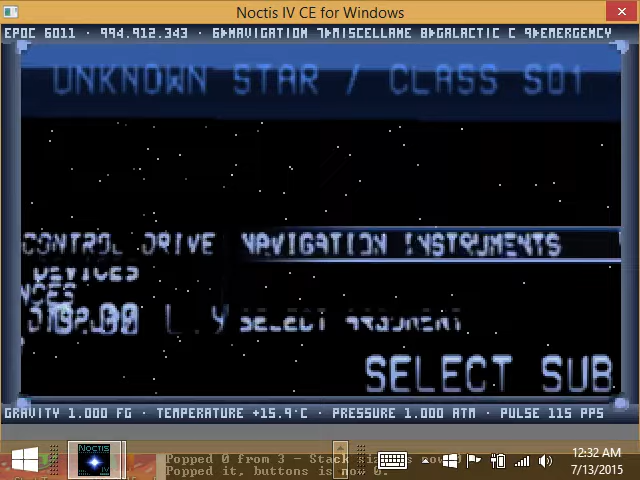 Noctis IV CE for Windows
EPOC 6011 · 994.912.343 · 6▶NAVIGATION 7▶MISCELLANE 8▶GALACTIC C 9▶EMERGENCY
UNKNOWN STAR / CLASS S01
CONTROL DRIVE NAVIGATION INSTRUMENTS
DEVICES
L.Y SELECT ARGUMENT
SELECT SUB
GRAVITY 1.000 FG · TEMPERATURE +15.9°C · PRESSURE 1.000 ATM · PULSE 115 PPS
NOCTIS
IV
Popped 0 from 3 - Stack
Popped it, buttons is now 0.
12:32 AM
7/13/2015